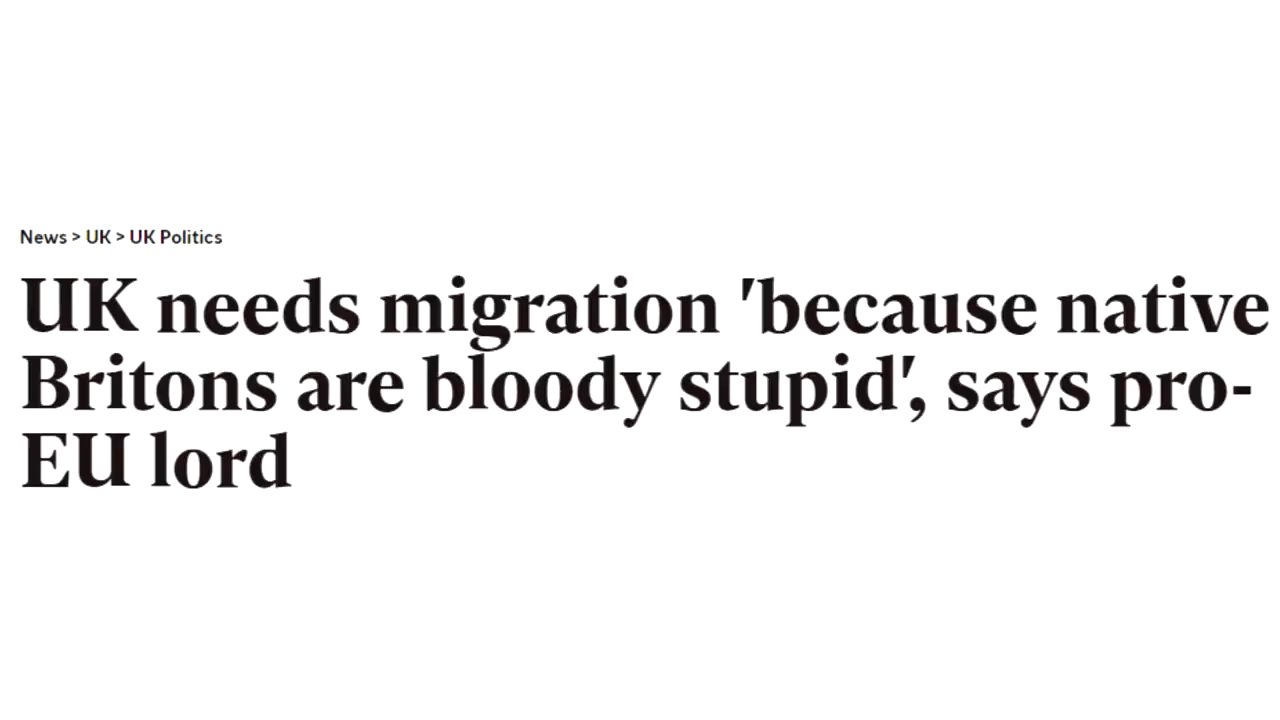 News > UK > UK Politics
UK needs migration 'because native
Britons are bloody stupid', says pro-
EU lord